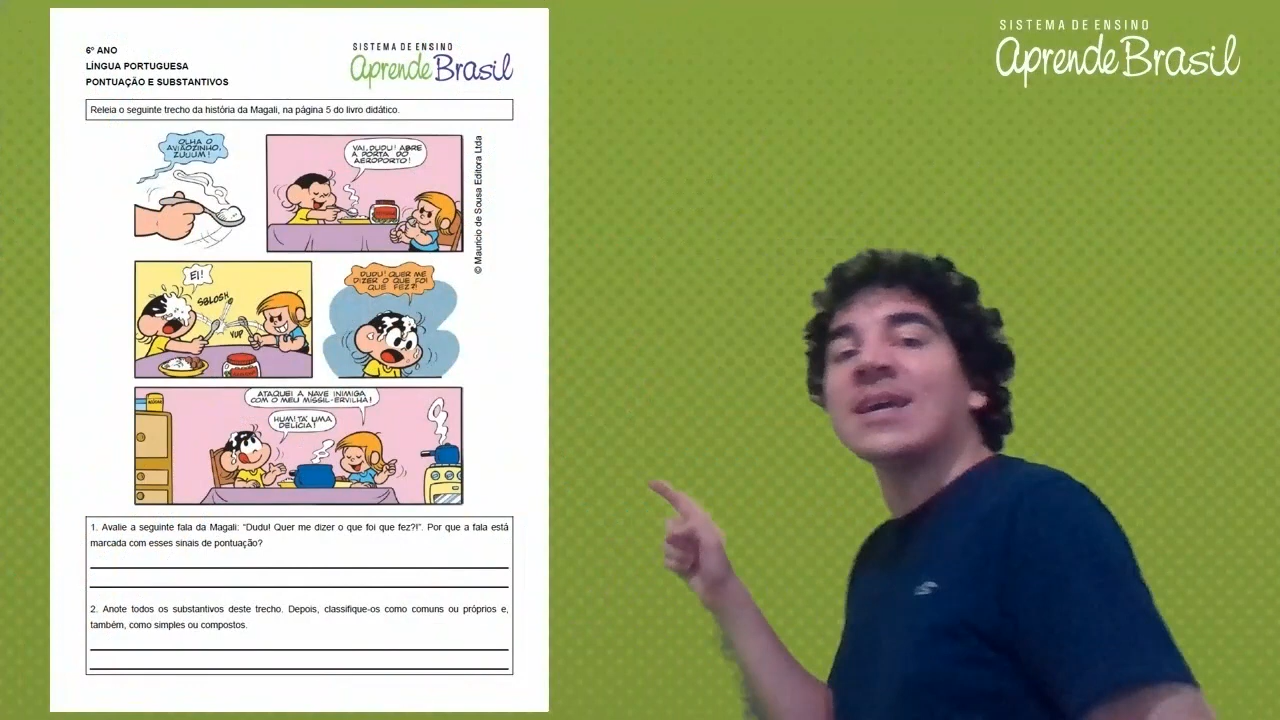 SISTEMA DE ENSINO
Aprende Brasil
6º ANO
LÍNGUA PORTUGUESA
PONTUAÇÃO E SUBSTANTIVOS
SISTEMA DE ENSINO
Aprende Brasil
Releia o seguinte trecho da história da Magali, na página 5 do livro didático.
OLHA O
AVIÃOZINHO,
ZUUUM!
VAI, DUDU! ABRE
A PORTA DO
AEROPORTO!
© Mauricio de Sousa Editora Ltda
EI!
SBLOSH
VUP
DUDU! QUER ME
DIZER O QUE FOI
QUE FEZ?!
ATAQUEI A NAVE INIMIGA
COM O MEU MÍSSIL-ERVILHA!
HUM! TÁ UMA
DELÍCIA!
1. Avalie a seguinte fala da Magali: “Dudu! Quer me dizer o que foi que fez?!”. Por que a fala está
marcada com esses sinais de pontuação?
2. Anote todos os substantivos deste trecho. Depois, classifique-os como comuns ou próprios e,
também, como simples ou compostos.